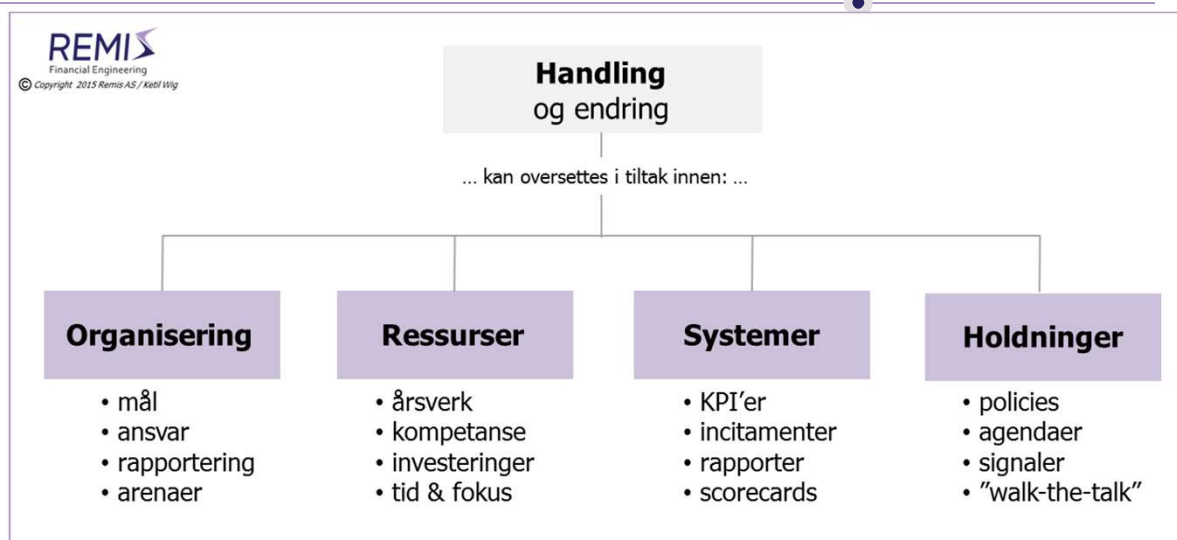 REMIS
Financial Engineering
© Copyright 2015 Remis AS / Ketil Wig
Handling
og endring
... kan oversettes i tiltak innen: ...
Organisering
• mål
• ansvar
• rapportering
• arenaer
Ressurser
• årsverk
• kompetanse
• investeringer
• tid & fokus
Systemer
• KPI’er
• incitamenter
• rapporter
• scorecards
Holdninger
• policies
• agendaer
• signaler
• ”walk-the-talk”